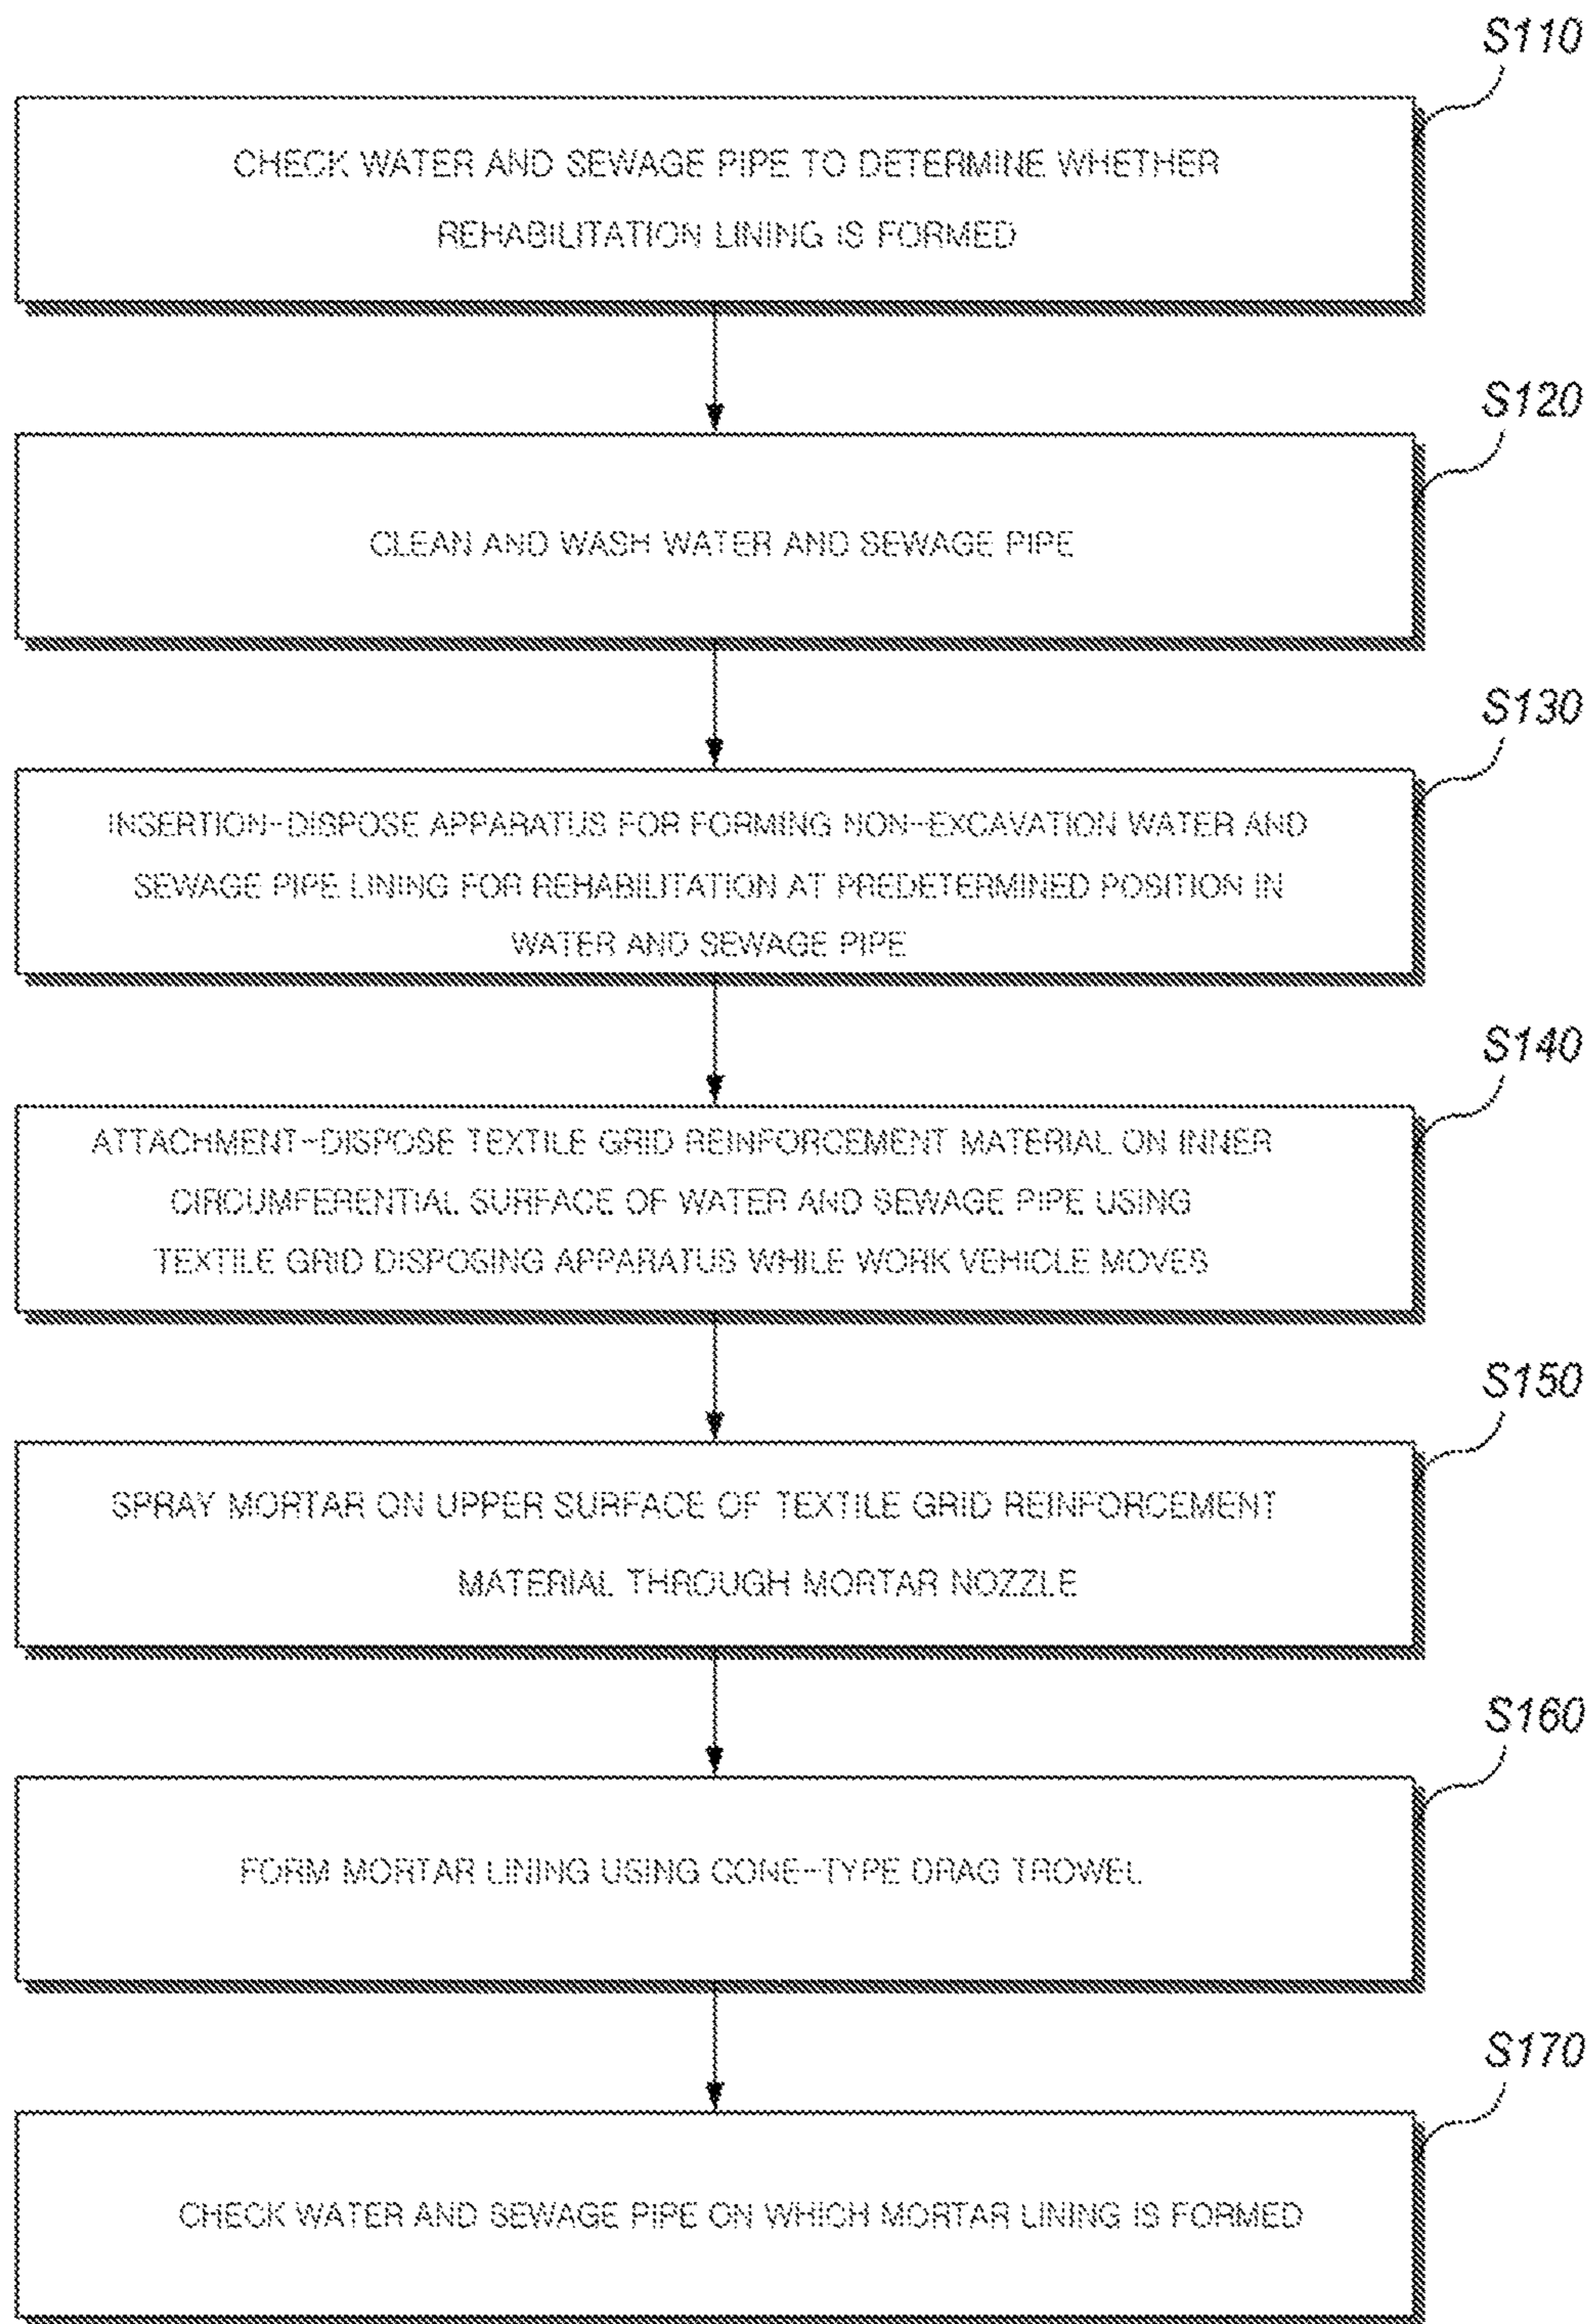 S110
CHECK WATER AND SEWAGE PIPE TO DETERMINE WHETHER
REHABILITATION LINING IS FORMED
S120
CLEAN AND WASH WATER AND SEWAGE PIPE
S130
INSERTION-DISPOSE APPARATUS FOR FORMING NON-EXCAVATION WATER AND
SEWAGE PIPE LINING FOR REHABILITATION AT PREDETERMINED POSITION IN
WATER AND SEWAGE PIPE
S140
ATTACHMENT-DISPOSE TEXTILE GRID REINFORCEMENT MATERIAL ON INNER
CIRCUMFERENTIAL SURFACE OF WATER AND SEWAGE PIPE USING
TEXTILE GRID DISPOSING APPARATUS WHILE WORK VEHICLE MOVES
S150
SPRAY MORTAR ON UPPER SURFACE OF TEXTILE GRID REINFORCEMENT
MATERIAL THROUGH MORTAR NOZZLE
S160
FORM MORTAR LINING USING CONE-TYPE DRAG TROWEL
S170
CHECK WATER AND SEWAGE PIPE ON WHICH MORTAR LINING IS FORMED